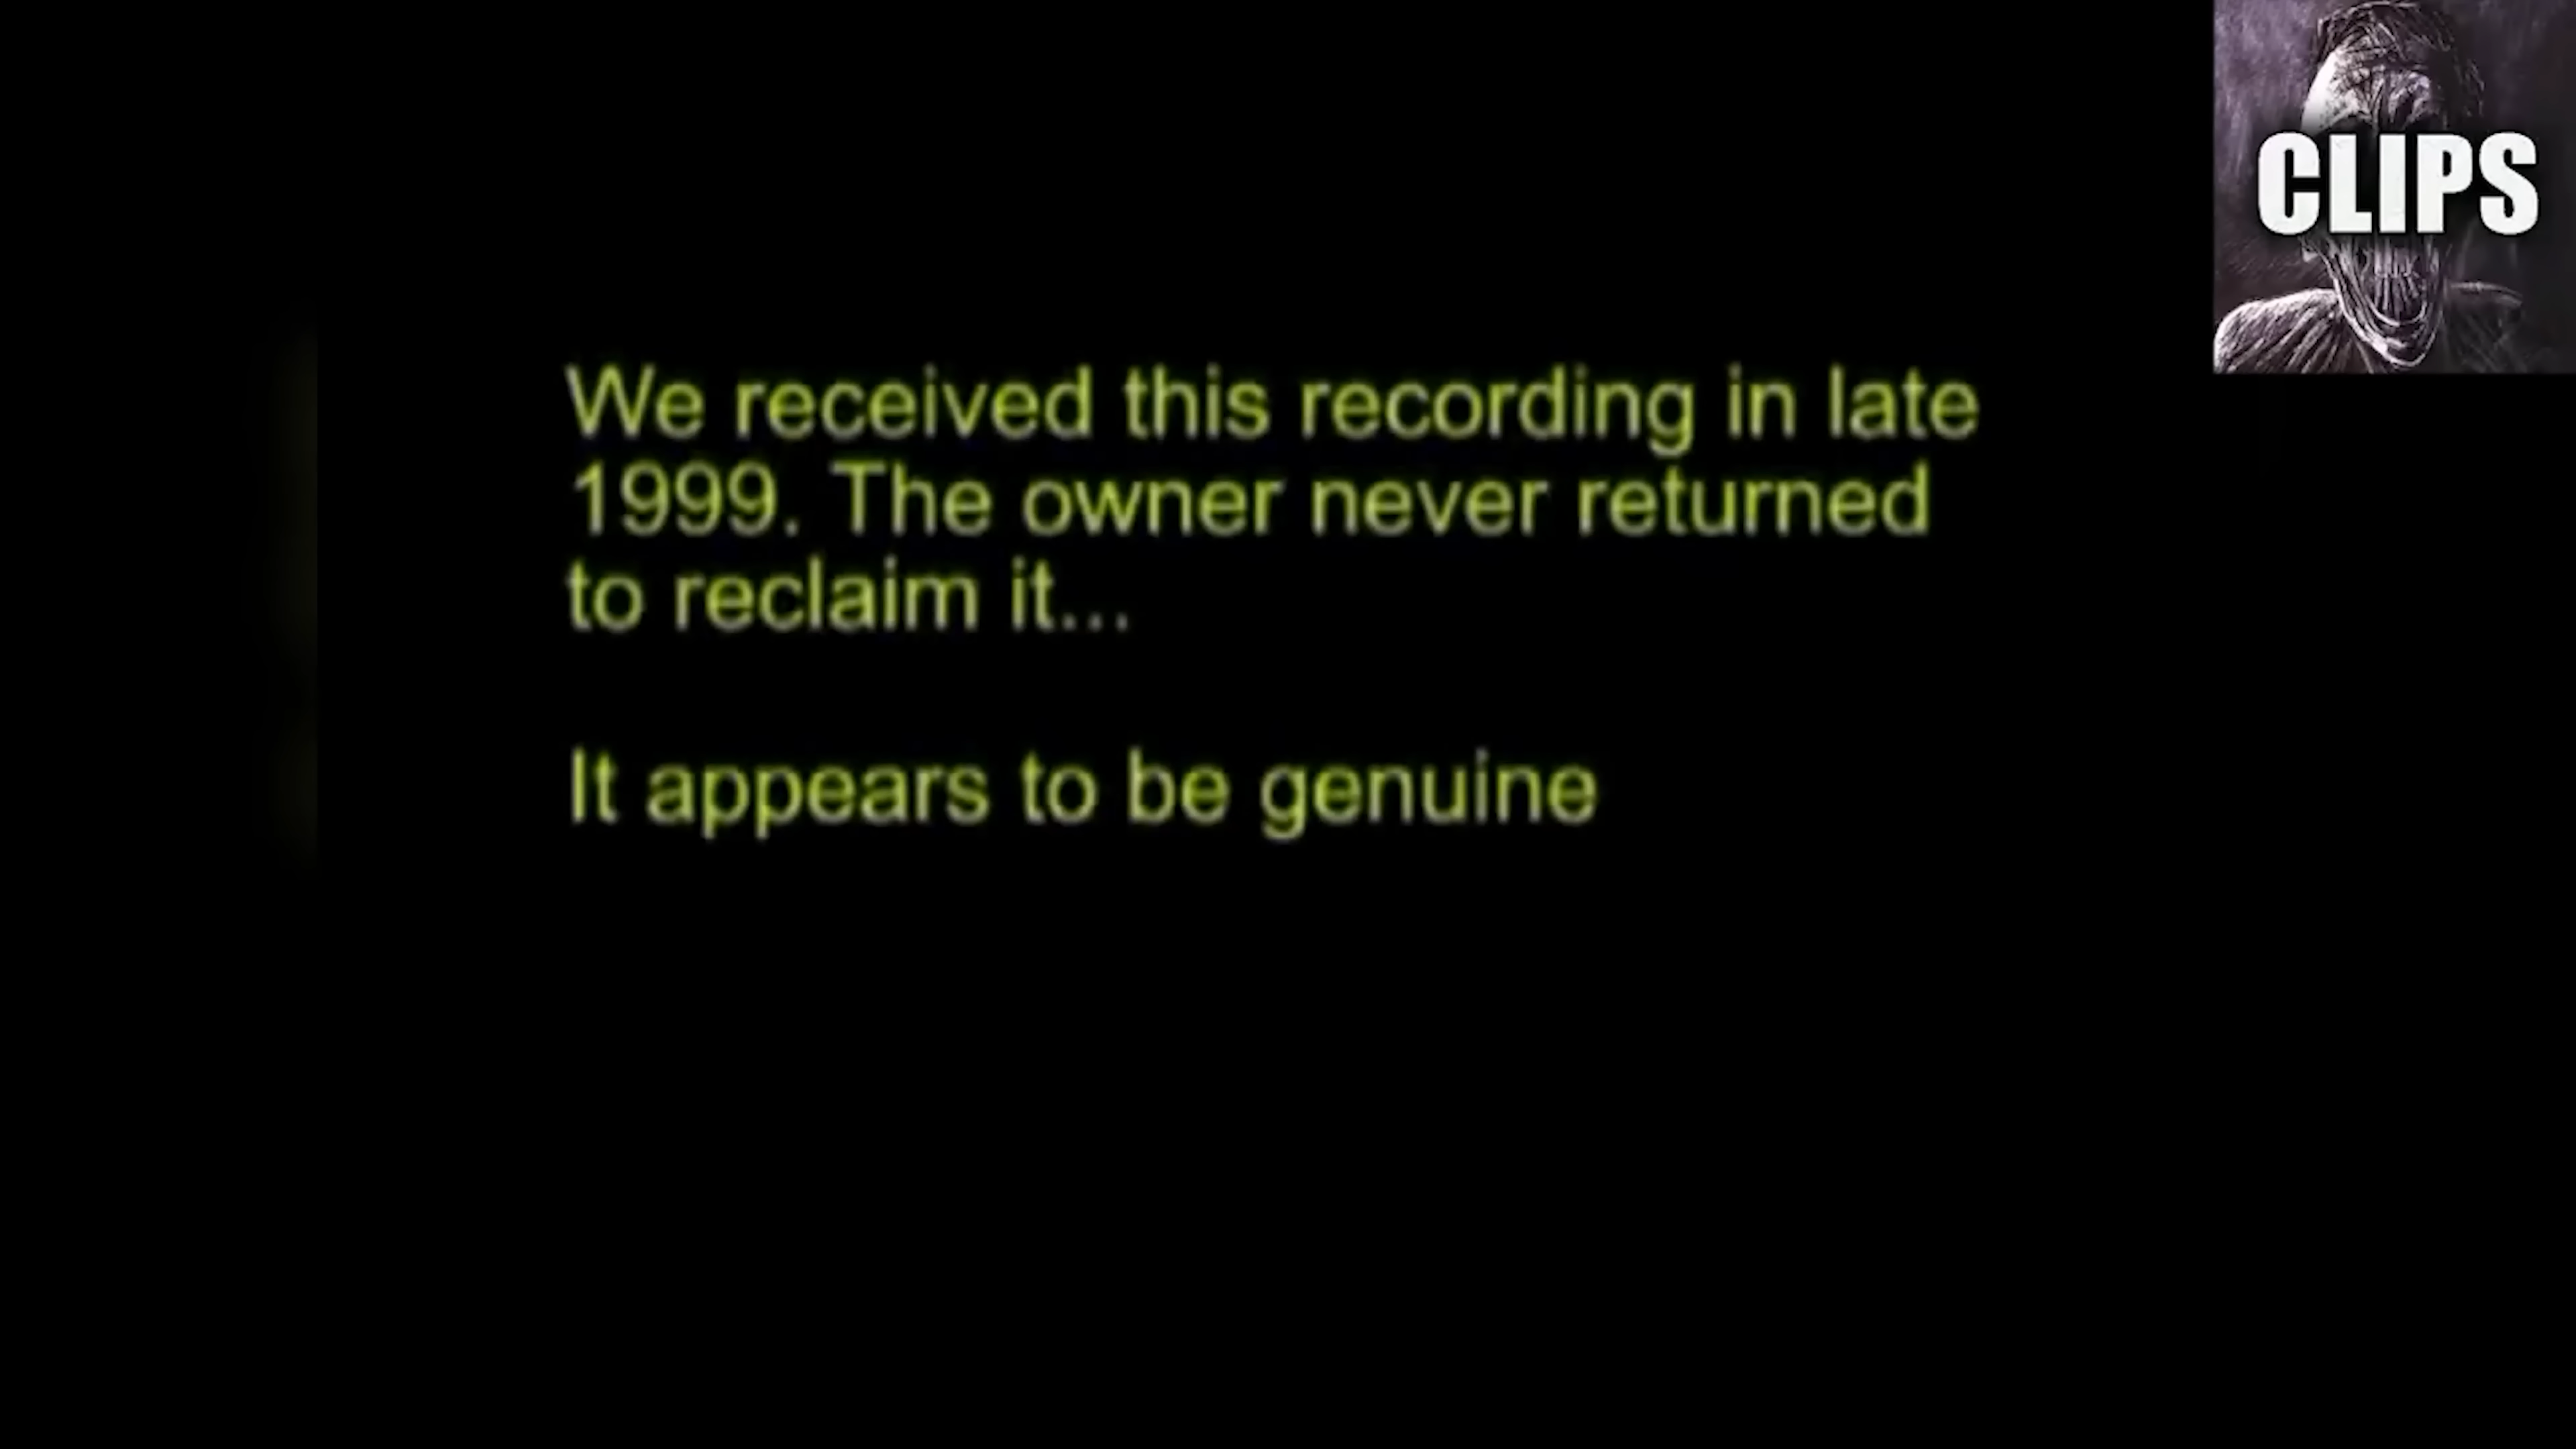 CLIPS
We received this recording in late
1999. The owner never returned
to reclaim it...
It appears to be genuine